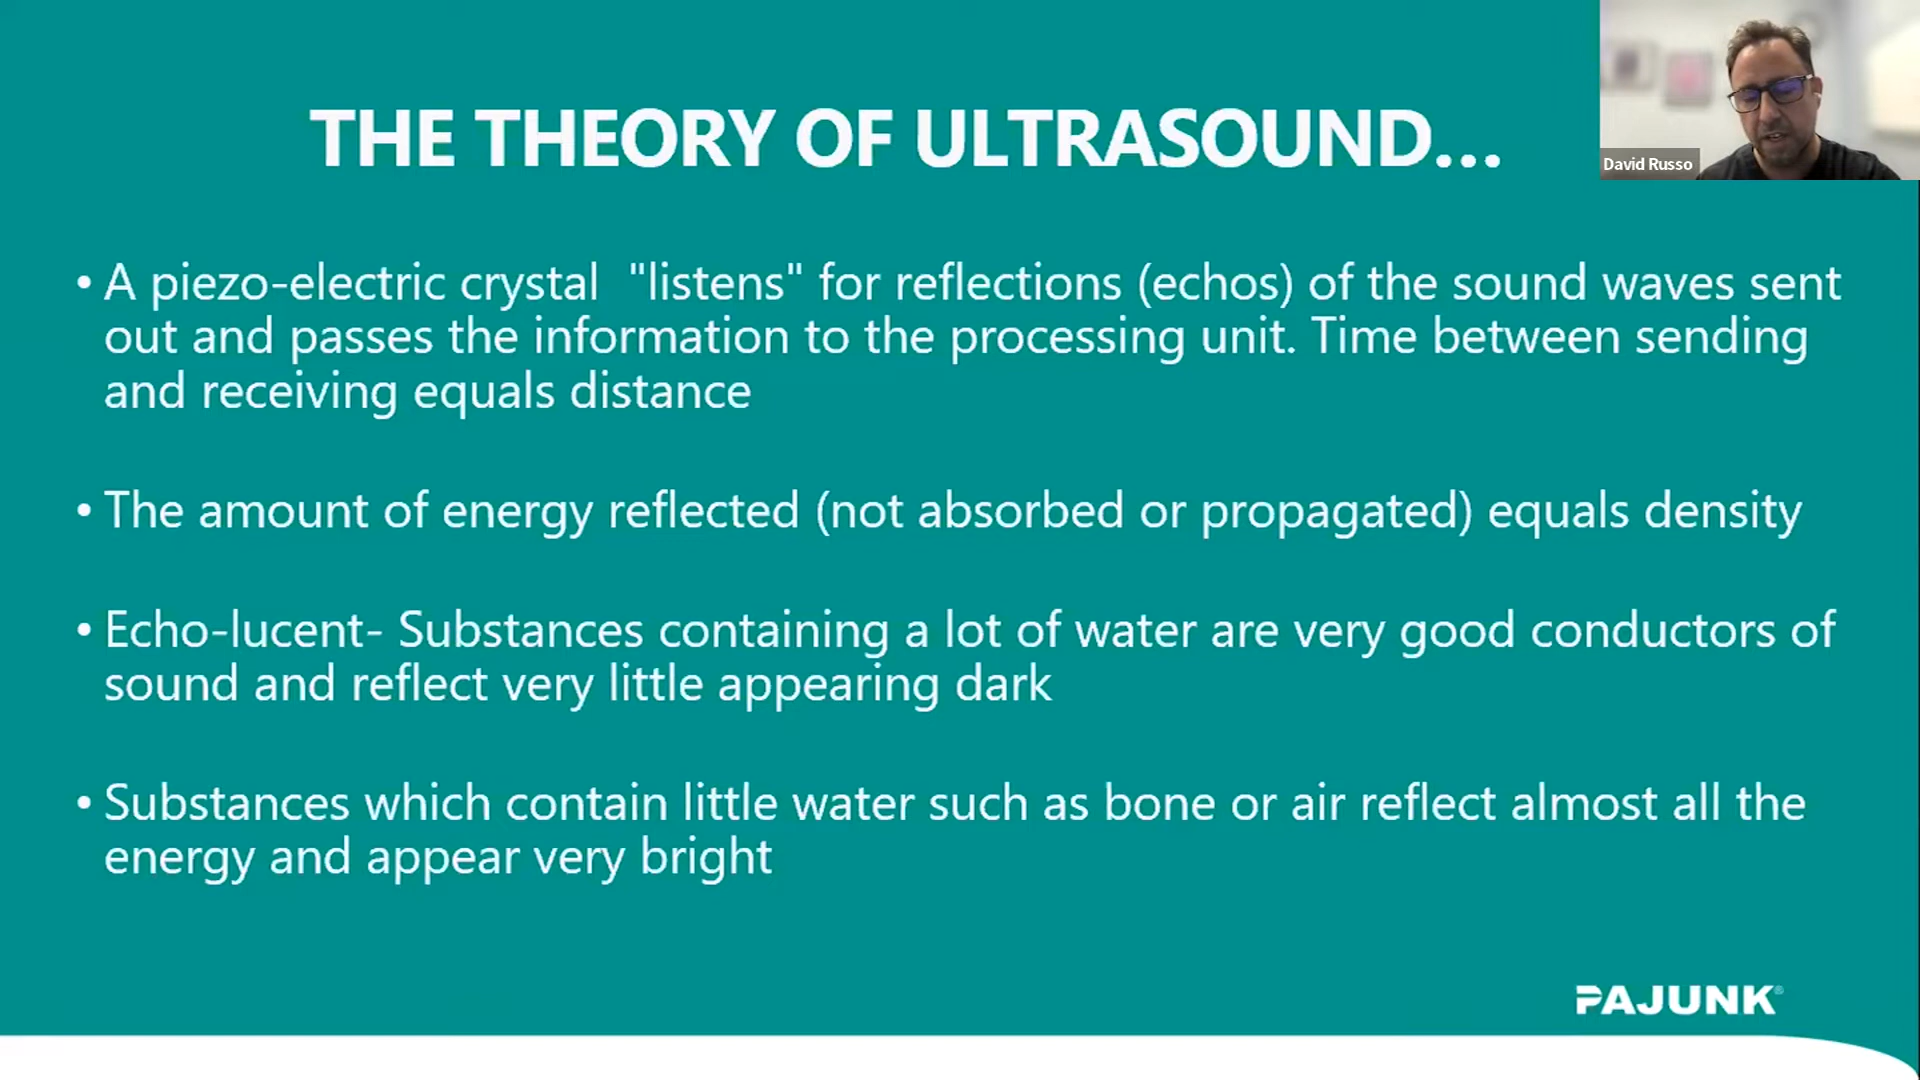 THE THEORY OF ULTRASOUND...
David Russo
• A piezo-electric crystal "listens" for reflections (echos) of the sound waves sent
out and passes the information to the processing unit. Time between sending
and receiving equals distance
• The amount of energy reflected (not absorbed or propagated) equals density
• Echo-lucent- Substances containing a lot of water are very good conductors of
sound and reflect very little appearing dark
• Substances which contain little water such as bone or air reflect almost all the
energy and appear very bright
PAJUNK®